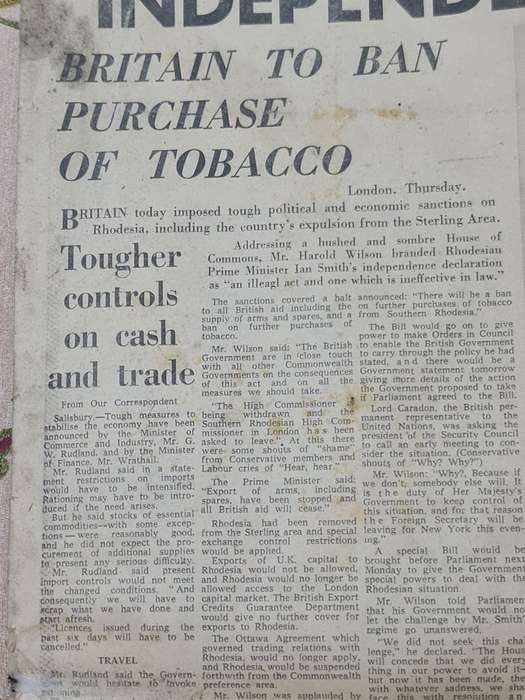 INDEPENDE
BRITAIN TO BAN
PURCHASE
OF TOBACCO
London, Thursday.
BRITAIN today imposed tough political and economic sanctions on
Rhodesia, including the country's expulsion from the Sterling Area.
Addressing a hushed and sombre House of
Commons, Mr. Harold Wilson branded Rhodesian
Prime Minister Ian Smith's independence declaration
as "an illeagl act and one which is ineffective in law."
Tougher
controls
on cash
and trade
From Our Correspondent
Salisbury.—Tough measures to
stabilise the economy have been
announced by the Minister of
Commerce and Industry, Mr. G.
W. Rudland, and by the Minister
of Finance, Mr. Wrathall.
Mr. Rudland said in a state-
ment restrictions on imports
would have to be intensified.
Rationing may have to be intro-
duced if the need arises.
But he said stocks of essential
commodities—with some excep-
tions—were reasonably good,
and he did not expect the pro-
curement of additional supplies
to present any serious difficulty.
Mr. Rudland said present
import controls would not meet
the changed conditions. "And
consequently we will have to
scrap what we have done and
start afresh.
"Licences issued during the
past six days will have to be
cancelled."
TRAVEL
Mr. Rudland said the Govern-
would hesitate to invoke
The sanctions covered a halt
to all British aid including the
supply of arms and spares, and a
ban on further purchases of
tobacco.
Mr. Wilson said: "The British
Government are in close touch
with all other Commonwealth
Governments on the consequences
of this act and on all the
measures we should take.
"The High Commissioner is
being withdrawn and the
Southern Rhodesian High Com-
missioner in London has been
asked to leave". At this there
were some shouts of "shame"
from Conservative members and
Labour cries of "Hear, hear."
The Prime Minister said:
"Export of arms, including
spares, have been stopped and
all British aid will cease."
Rhodesia had been removed
from the Sterling area and special
exchange control restrictions
would be applied.
Exports of U.K. capital to
Rhodesia would not be allowed,
and Rhodesia would no longer be
allowed access to the London
capital market. The British Export
Credits Guarantee Department
would give no further cover for
exports to Rhodesia.
The Ottawa Agreement which
governed trading relations with
Rhodesia, would no longer apply,
and Rhodesia, would be suspended
forthwith from the Commonwealth
preference area.
Mr. Wilson was applauded by
announced: "There will be a ban
on further purchases of tobacco
from Southern Rhodesia."
The Bill would go on to give
power to make Orders in Council
to enable the British Government
to carry through the policy he had
stated, and there would be a
Government statement tomorrow
giving more details of the action
the Government proposed to take
if Parliament agreed to the Bill.
Lord Caradon, the British per-
manent representative to the
United Nations, was asking the
president of the Security Council
to call an early meeting to con-
sider the situation. (Conservative
shouts of "Why? Why?")
Mr. Wilson: "Why?, Because if
we don't, somebody else will. It
is the duty of Her Majesty's
Government to keep control of
this situation, and for that reason
the Foreign Secretary will be
leaving for New York this even-
ing."
A special Bill would be
brought before Parliament next
Monday to give the Government
special powers to deal with the
Rhodesian situation.
Mr. Wilson told Parliament
that his Government would not
let the challenge by Mr. Smith'
regime go unanswered,
"We did not seek this cha
lenge," he declared. "The Hous
will concede that we did every
thing in our power to avoid it—
but now it has been made, the
with whatever sadness, we sha
face this with resolution a